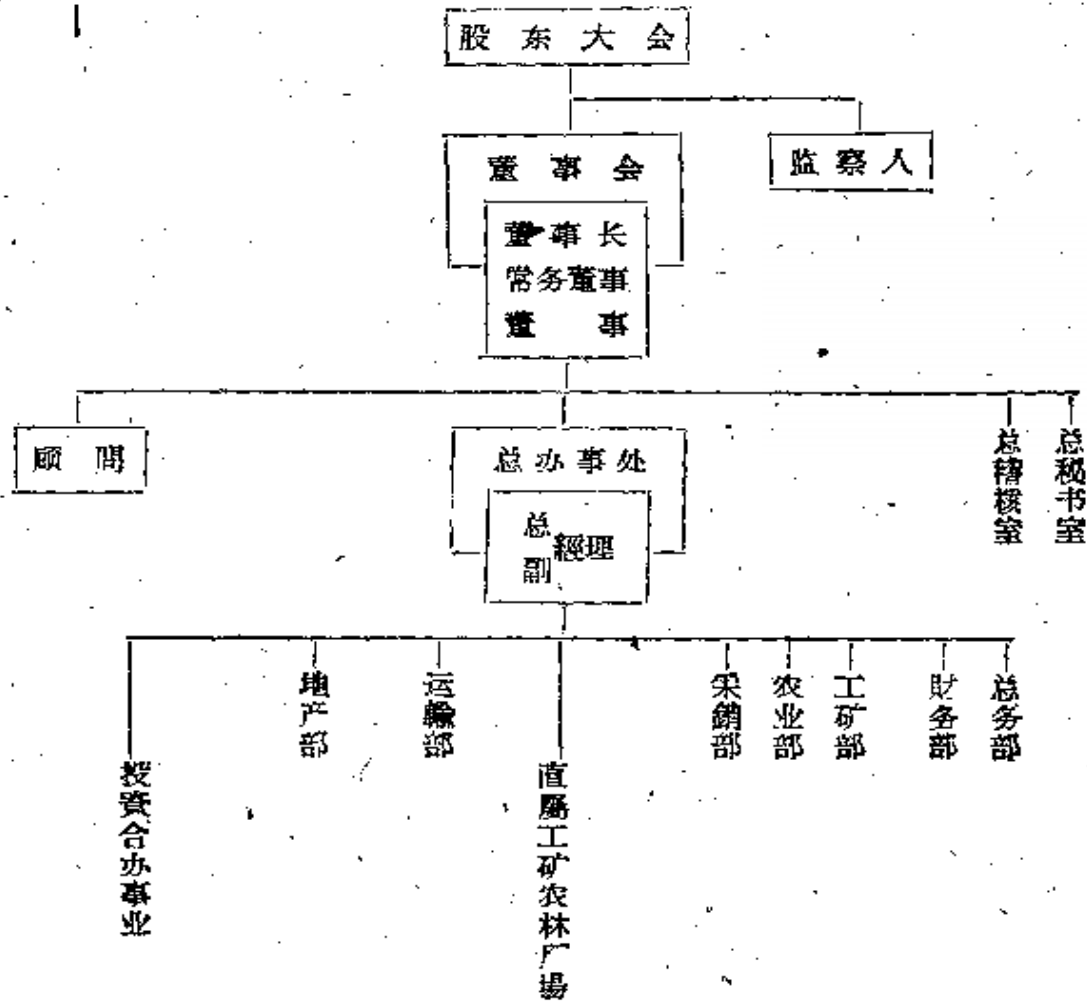 股东大会
董事会
监察人
董事长
常务董事
董事
顾問
总办事处
总稽核室
总秘书室
总
副
經理
投資合办事业
地产部
运輸部
直屬工矿农林厂場
采銷部
农业部
工矿部
財务部
总务部